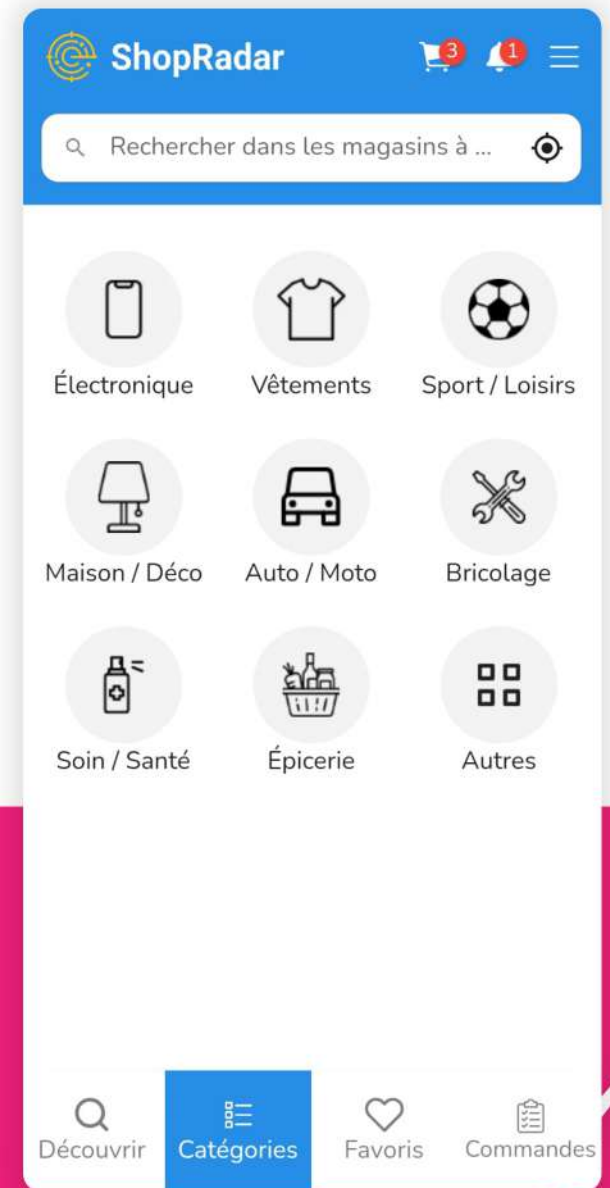 ShopRadar
3
1
Rechercher dans les magasins à ...
Électronique
Vêtements
Sport / Loisirs
Maison / Déco
Auto / Moto
Bricolage
Soin / Santé
Épicerie
Autres
Découvrir
Catégories
Favoris
Commandes